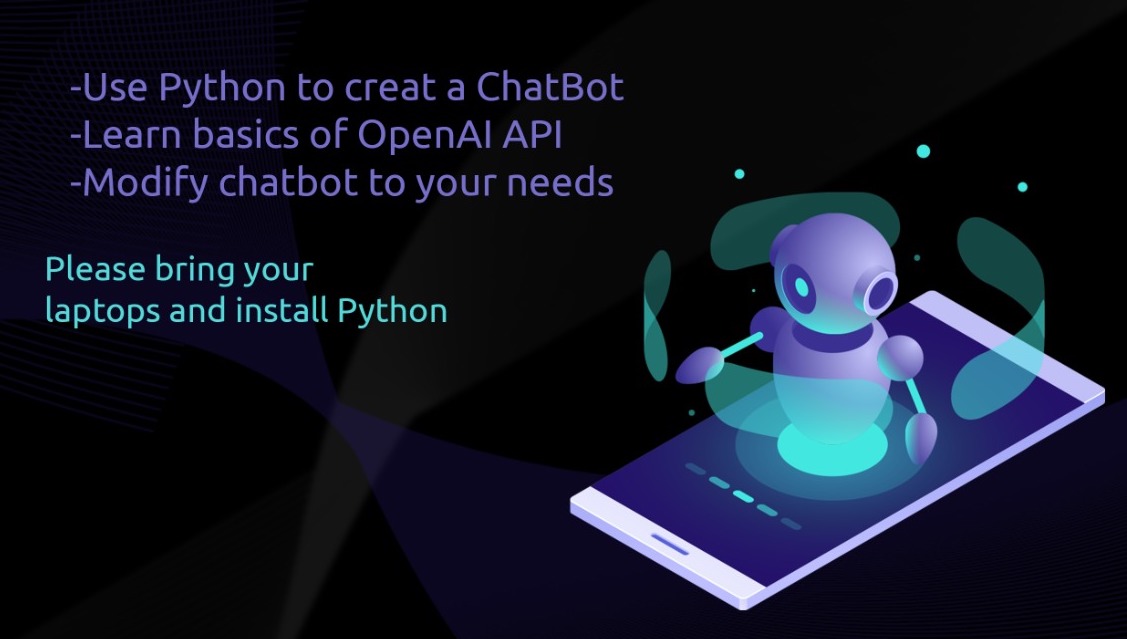 -Use Python to creat a ChatBot
-Learn basics of OpenAI API
-Modify chatbot to your needs
Please bring your
laptops and install Python